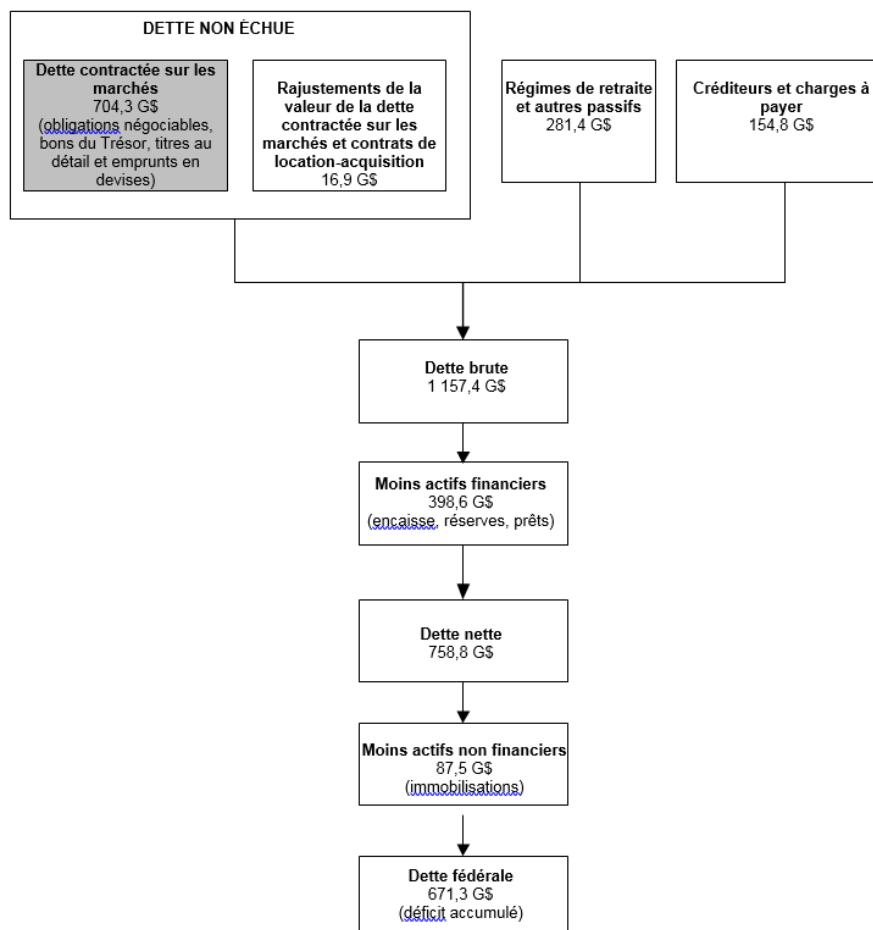 DETTE NON ÉCHUE
Dette contractée sur les
marchés
704,3 G$
(obligations négociables,
bons du Trésor, titres au
détail et emprunts en
devises)
Rajustements de la
valeur de la dette
contractée sur les
marchés et contrats de
location-acquisition
16,9 G$
Régimes de retraite
et autres passifs
281,4 G$
Créditeurs et charges à
payer
154,8 G$
Dette brute
1 157,4 G$
Moins actifs financiers
398,6 G$
(encaisse, réserves, prêts)
Dette nette
758,8 G$
Moins actifs non financiers
87,5 G$
(immobilisations)
Dette fédérale
671,3 G$
(déficit accumulé)